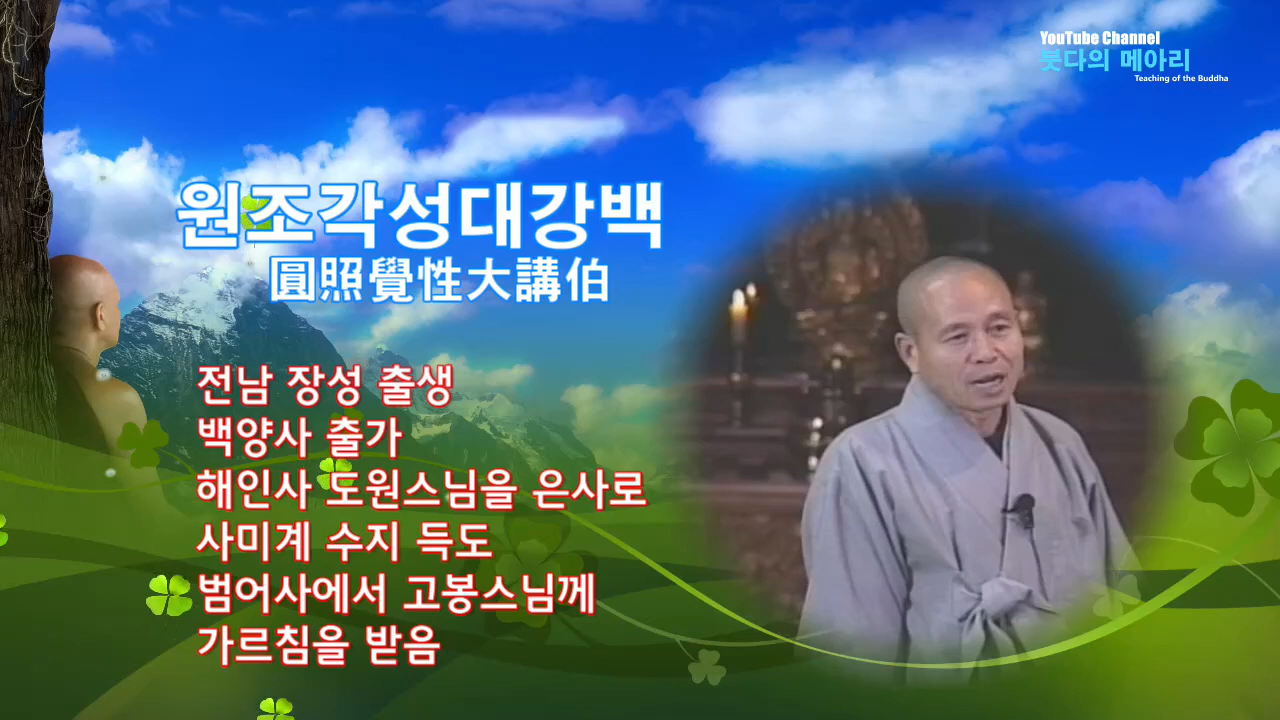 YouTube Channel
붓다의 메아리
Teaching of the Buddha
원조각성대강백
圓照覺性大講伯
전남 장성 출생
백양사 출가
해인사 도원스님을 은사로
사미계 수지 득도
범어사에서 고봉스님께
가르침을 받음